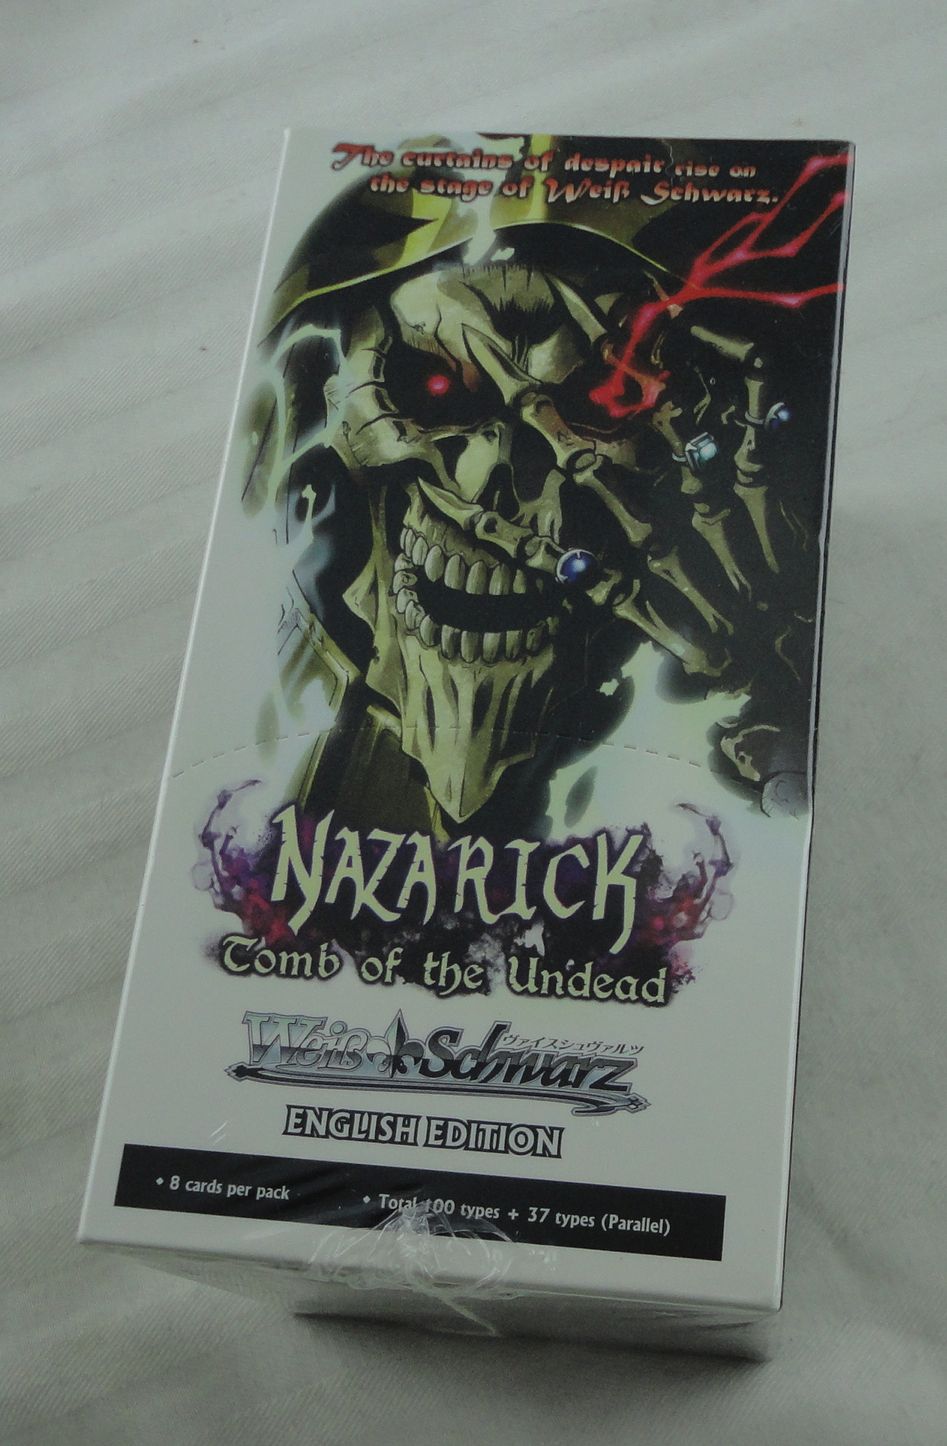 The curtains of despair rise on
the stage of Weiß Schwarz.
NAZARICK
Tomb of the Undead
ヴァイスシュヴァルツ
Weiß Schwarz
ENGLISH EDITION
• 8 cards per pack • Total 100 types + 37 types (Parallel)